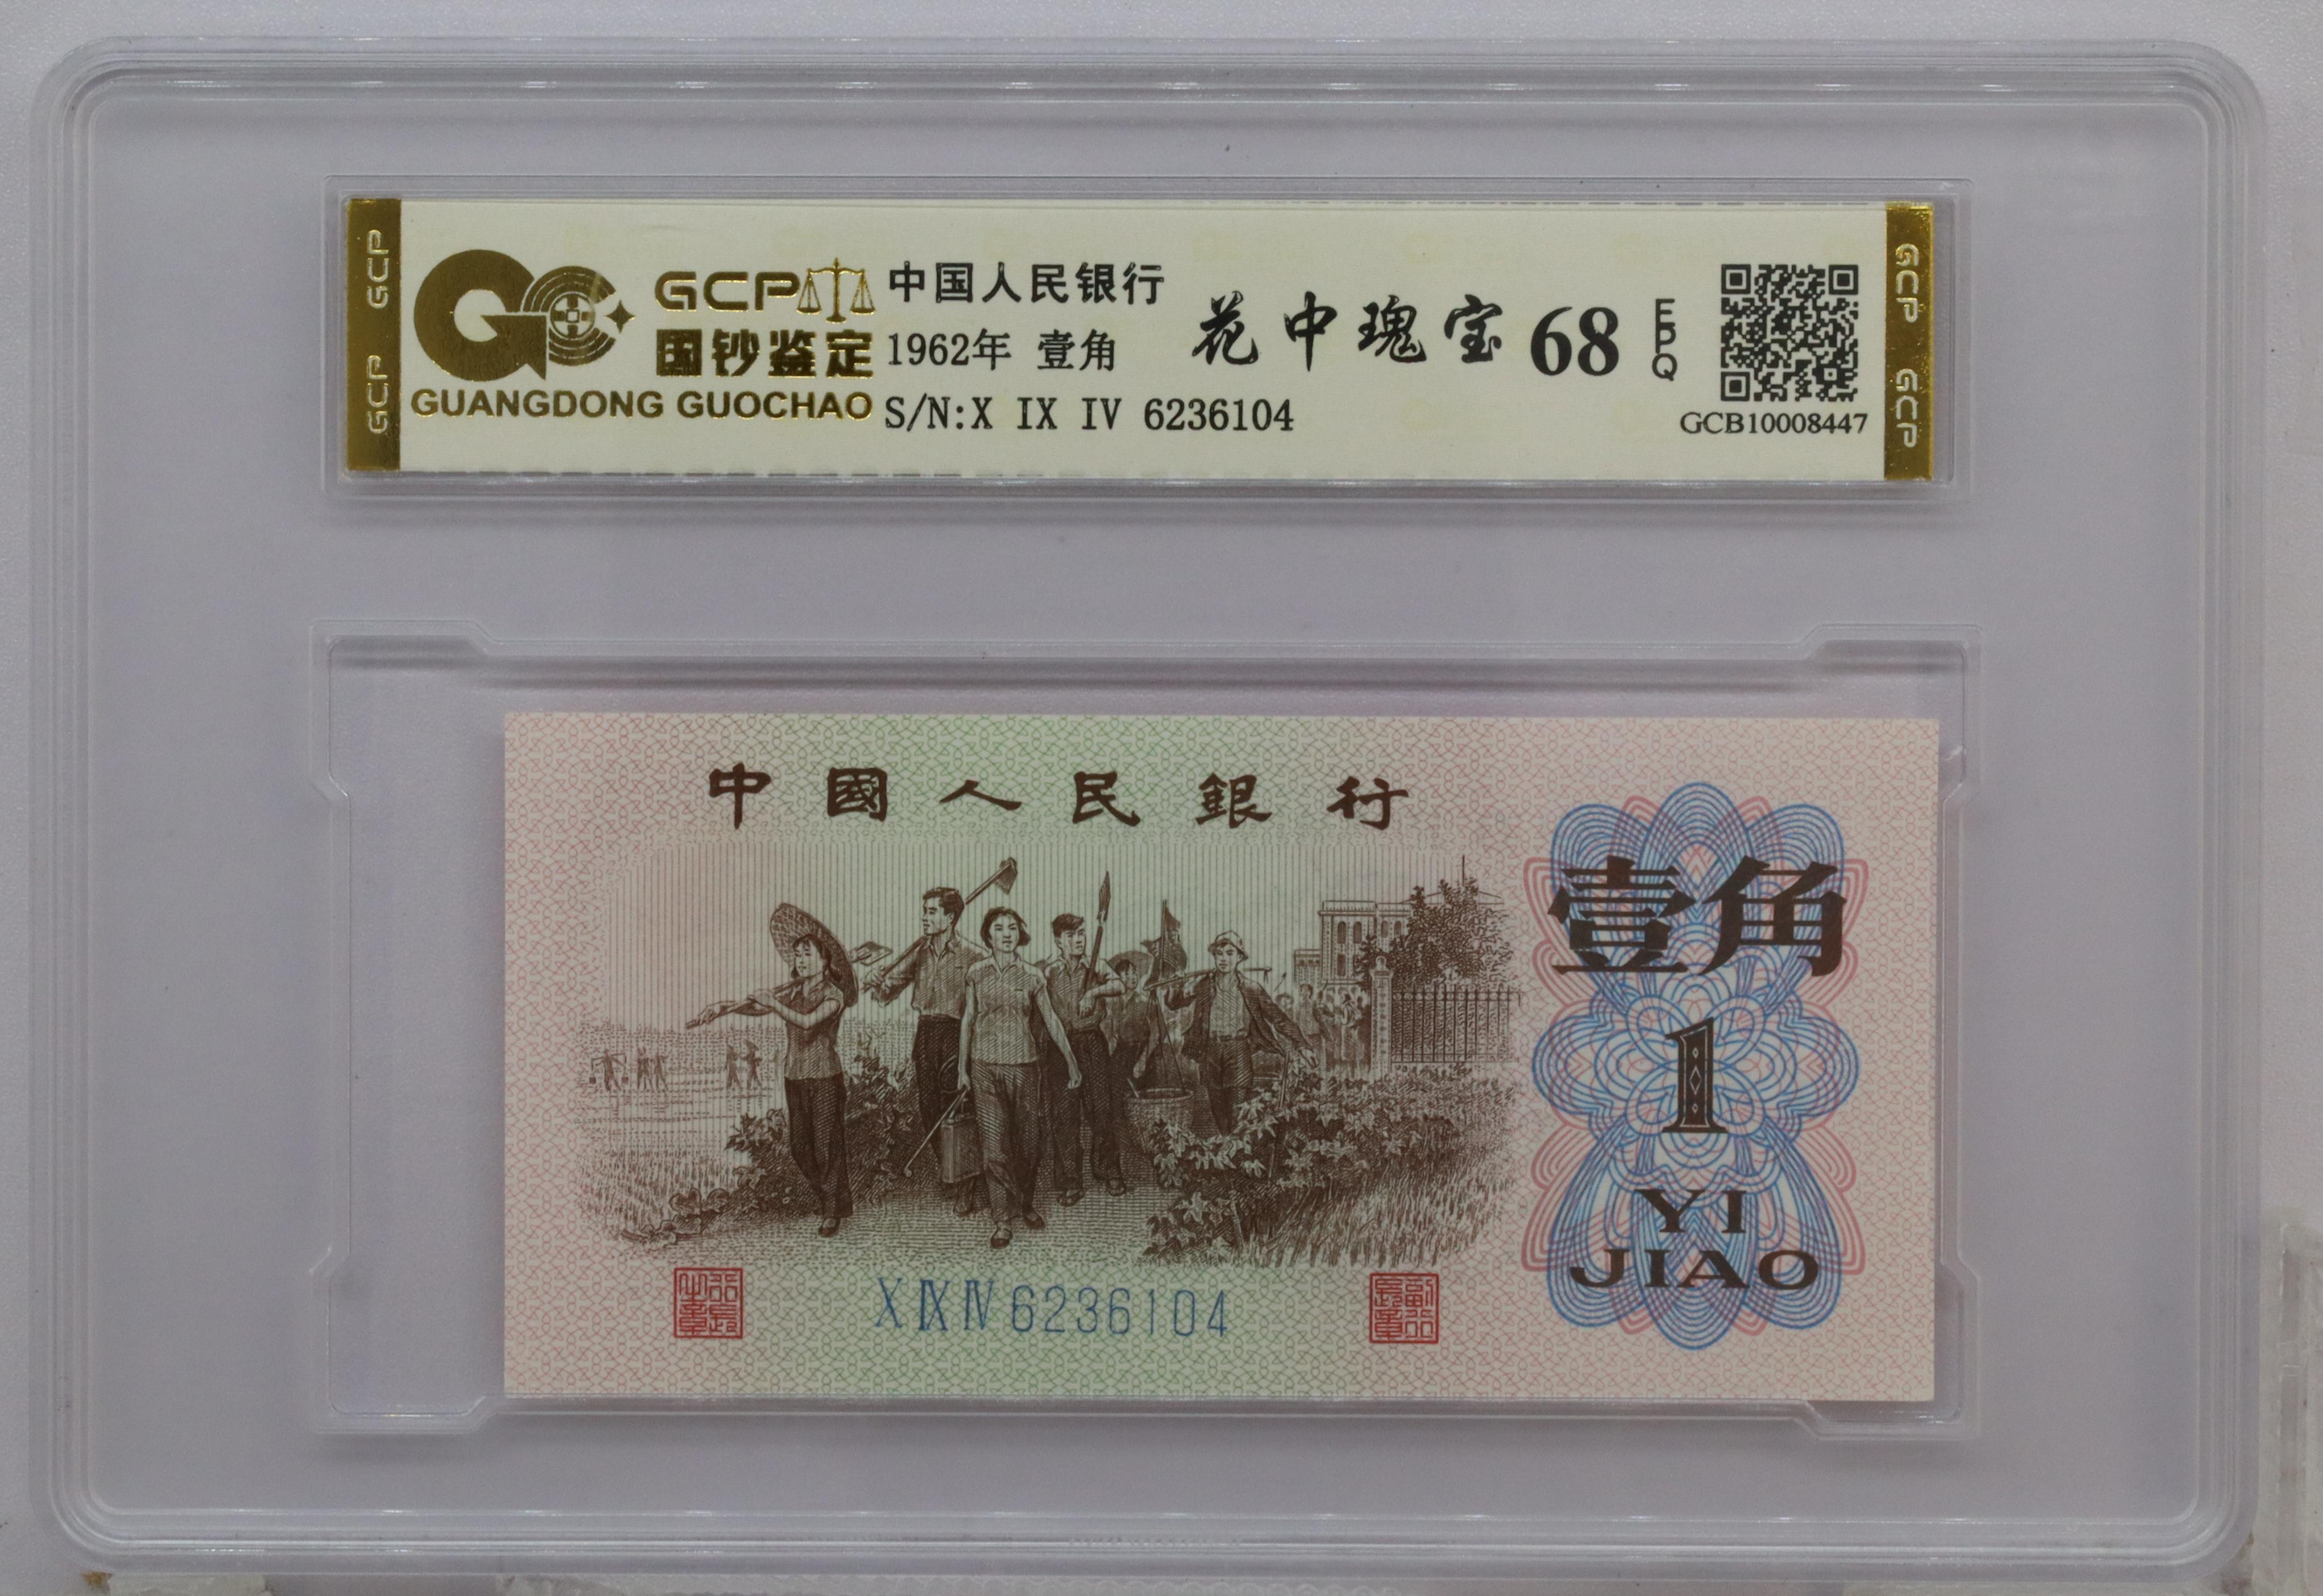 GCP GCP
GCP
国钞鉴定
GUANGDONG GUOCHAO
中国人民银行
1962年 壹角
S/N:X IX IV 6236104
花中瑰宝 68
EPQ
GCB10008447
GCP GCP
中國人民銀行
壹角
1
YI
JIAO
X IX IV 6236104